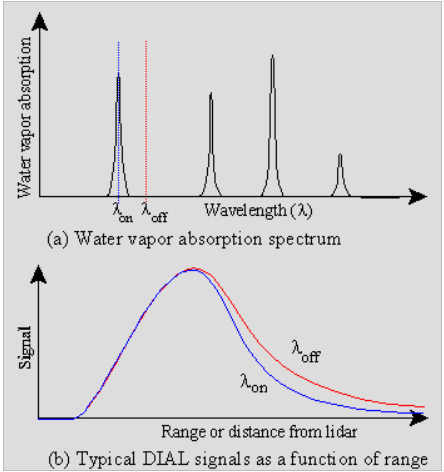 Water vapor absorption
λon λoff Wavelength (λ)
(a) Water vapor absorption spectrum
Signal
λoff
λon
Range or distance from lidar
(b) Typical DIAL signals as a function of range